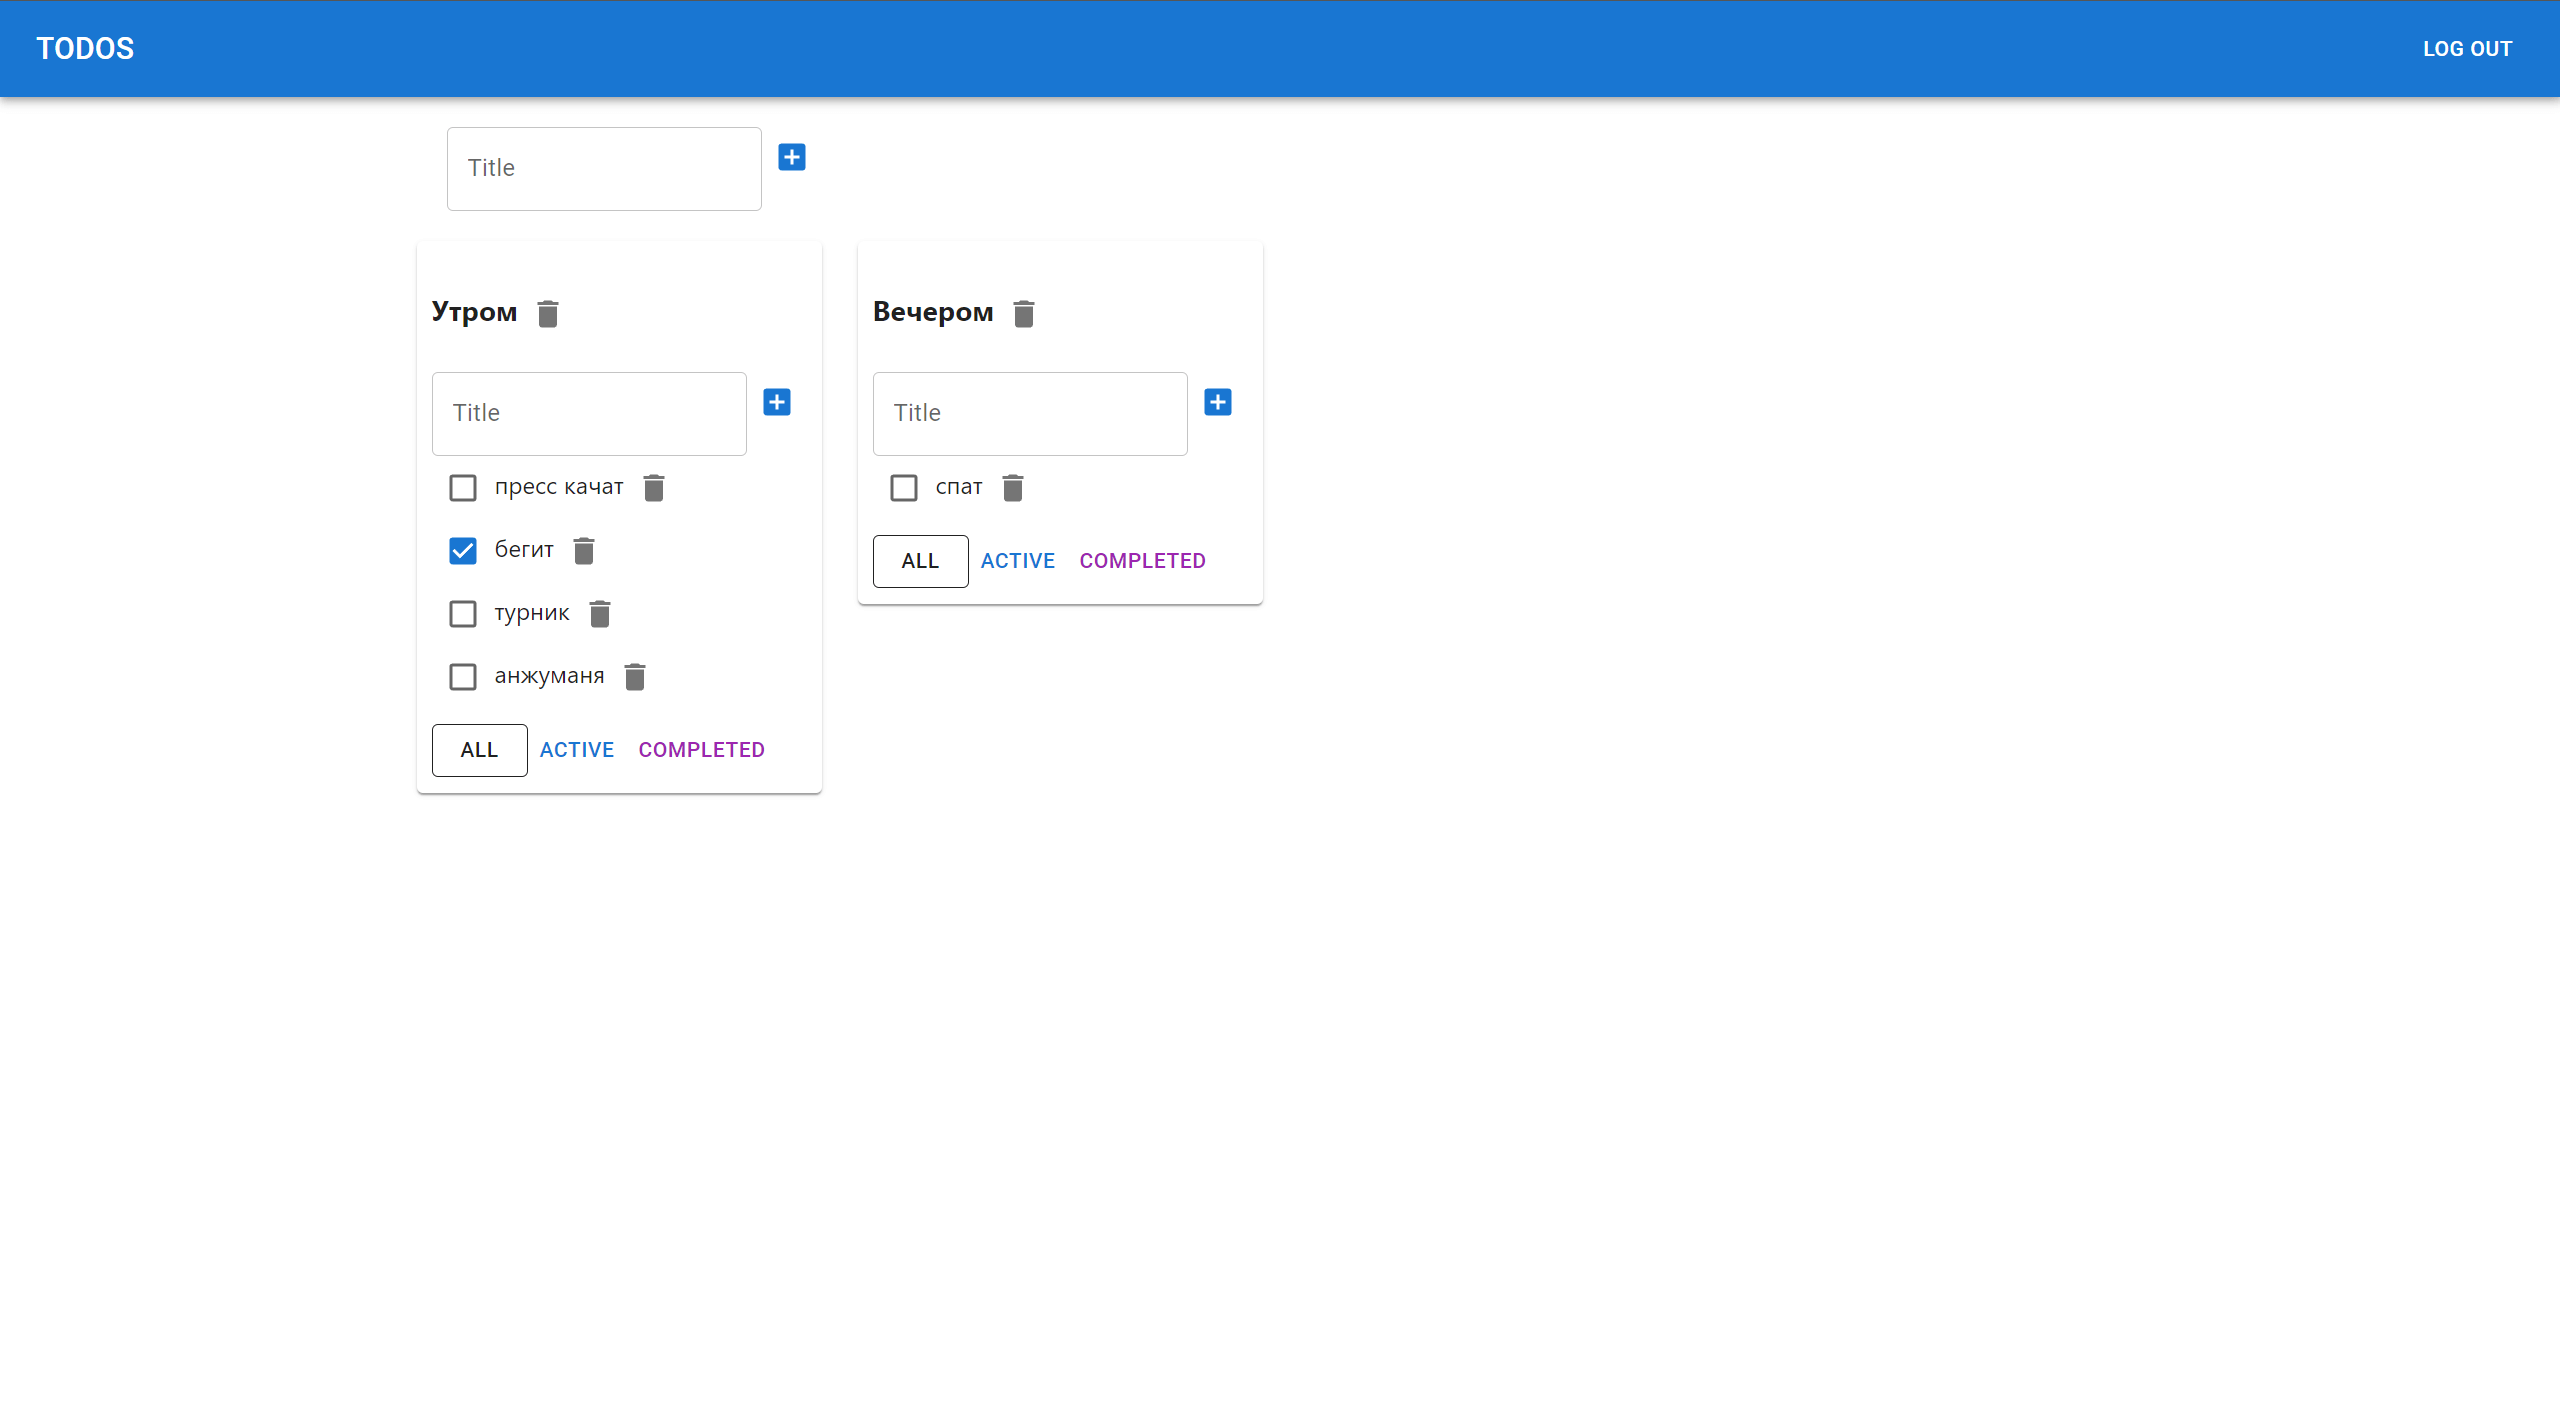 TODOS
LOG OUT
Title
Утром
Title
пресс качат
бегит
турник
анжуманя
ALL ACTIVE COMPLETED
Вечером
Title
спат
ALL ACTIVE COMPLETED